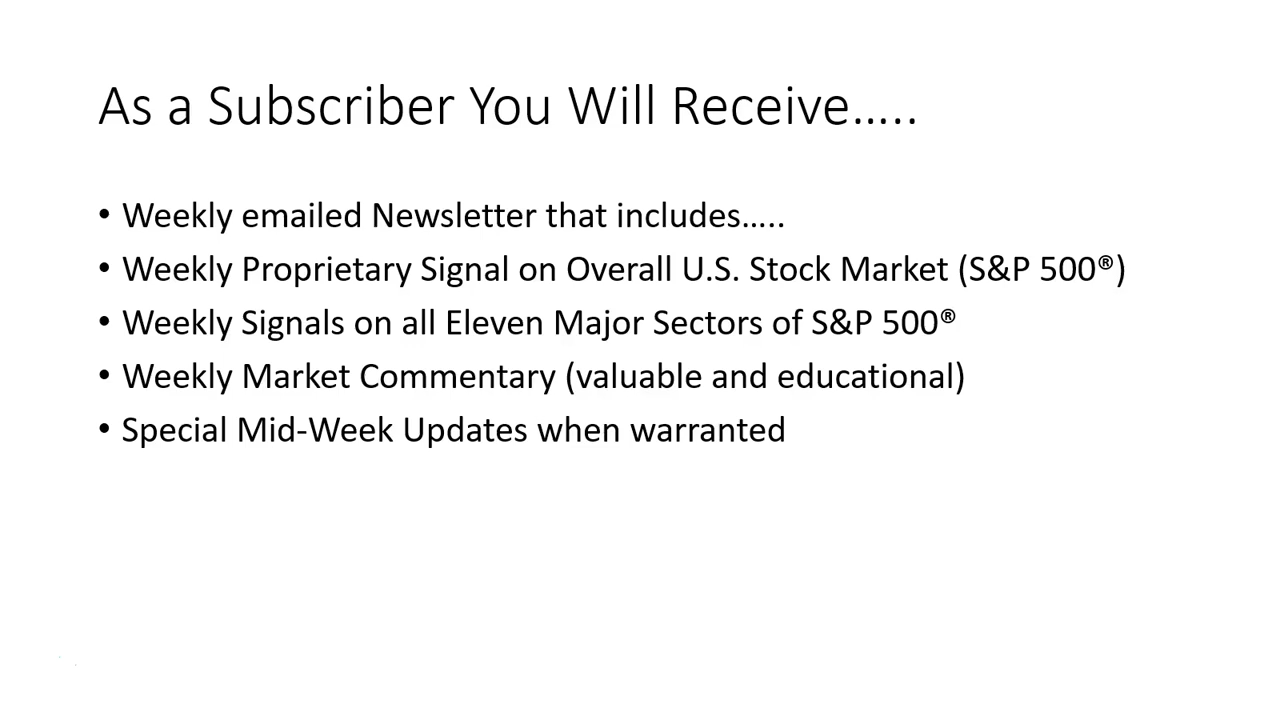 As a Subscriber You Will Receive…..
• Weekly emailed Newsletter that includes…..
• Weekly Proprietary Signal on Overall U.S. Stock Market (S&P 500®)
• Weekly Signals on all Eleven Major Sectors of S&P 500®
• Weekly Market Commentary (valuable and educational)
• Special Mid-Week Updates when warranted